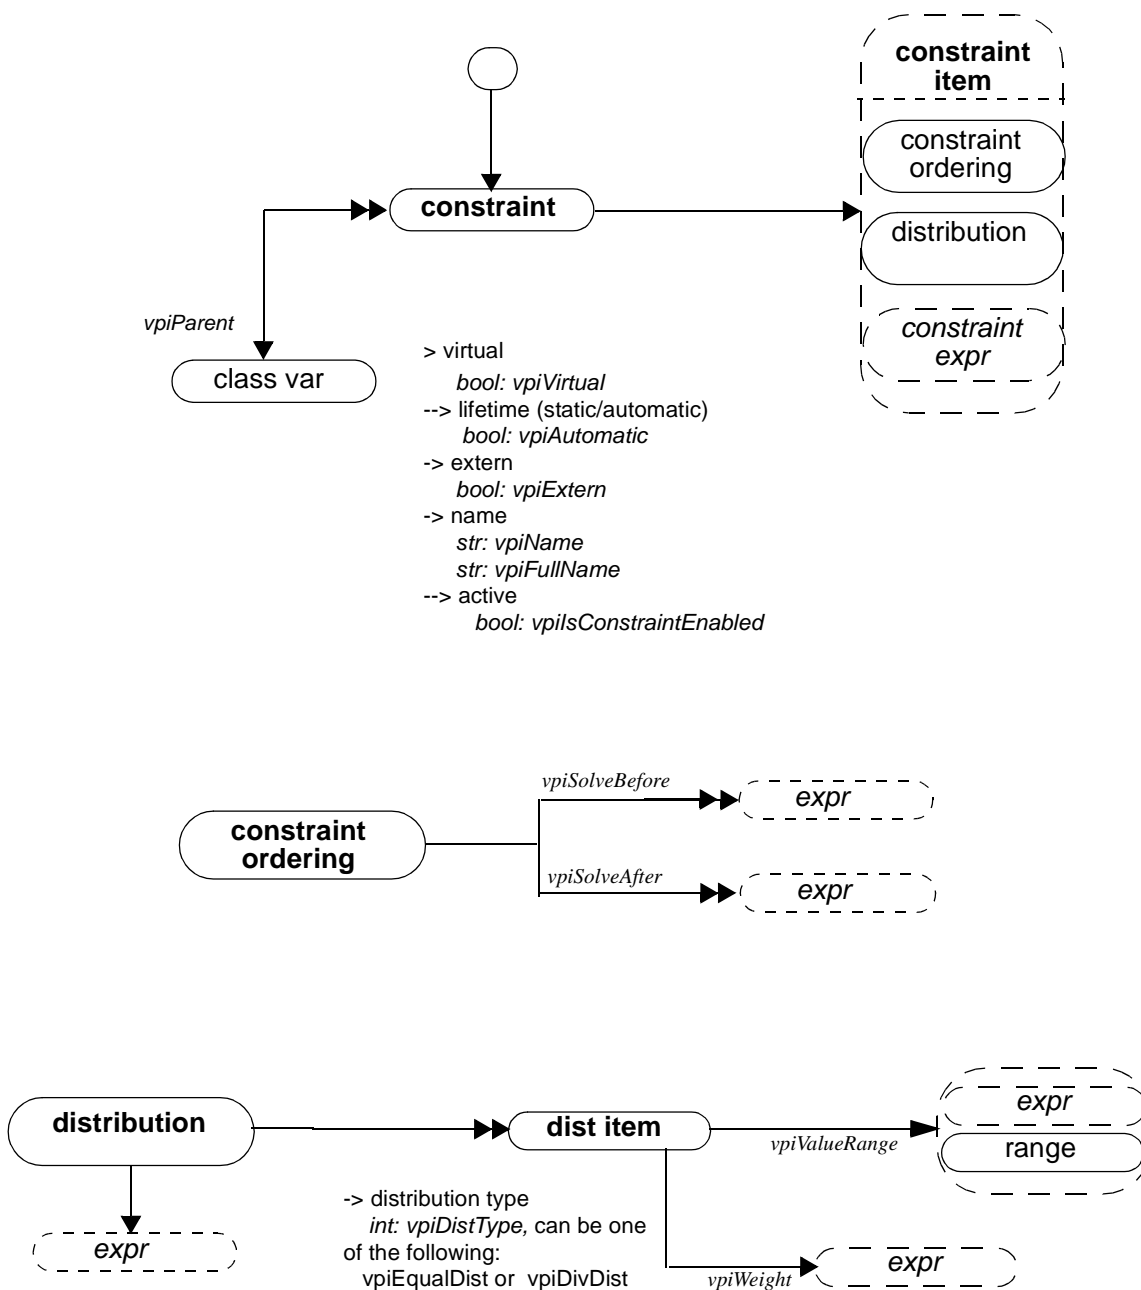 constraint
item
constraint
ordering
distribution
constraint
expr
constraint
vpiParent
class var
> virtual
bool: vpiVirtual
--> lifetime (static/automatic)
bool: vpiAutomatic
-> extern
bool: vpiExtern
-> name
str: vpiName
str: vpiFullName
--> active
bool: vpiIsConstraintEnabled
constraint
ordering
vpiSolveBefore
expr
vpiSolveAfter
expr
distribution
expr
dist item
-> distribution type
int: vpiDistType, can be one
of the following:
vpiEqualDist or vpiDivDist
vpiValueRange
expr
range
vpiWeight
expr